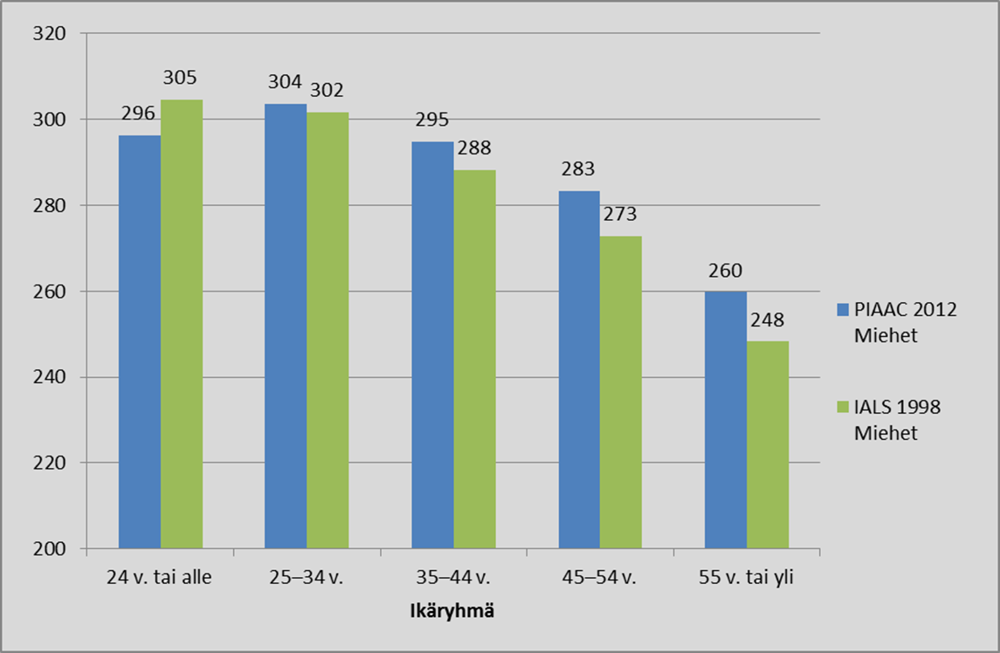 320
300
280
260
240
220
200
296
305
304
302
295
288
283
273
260
248
24 v. tai alle
25–34 v.
35–44 v.
45–54 v.
55 v. tai yli
Ikäryhmä
PIAAC 2012
Miehet
IALS 1998
Miehet